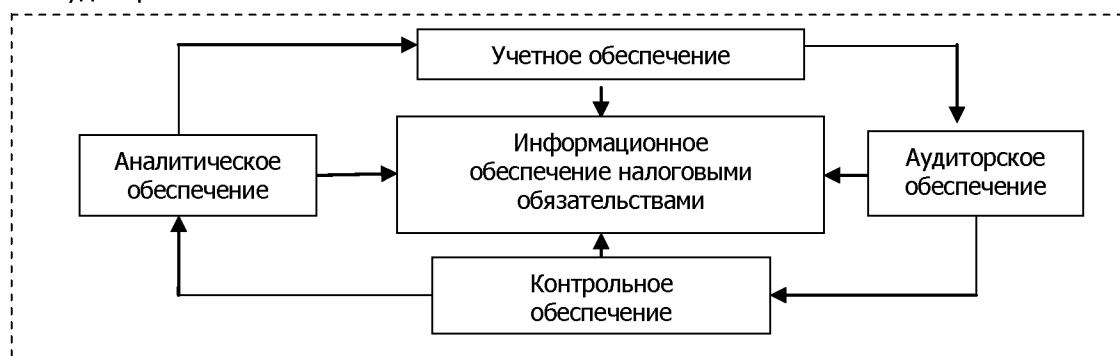 Учетное обеспечение
Информационное
обеспечение налоговыми
обязательствами
Аналитическое
обеспечение
Аудиторское
обеспечение
Контрольное
обеспечение